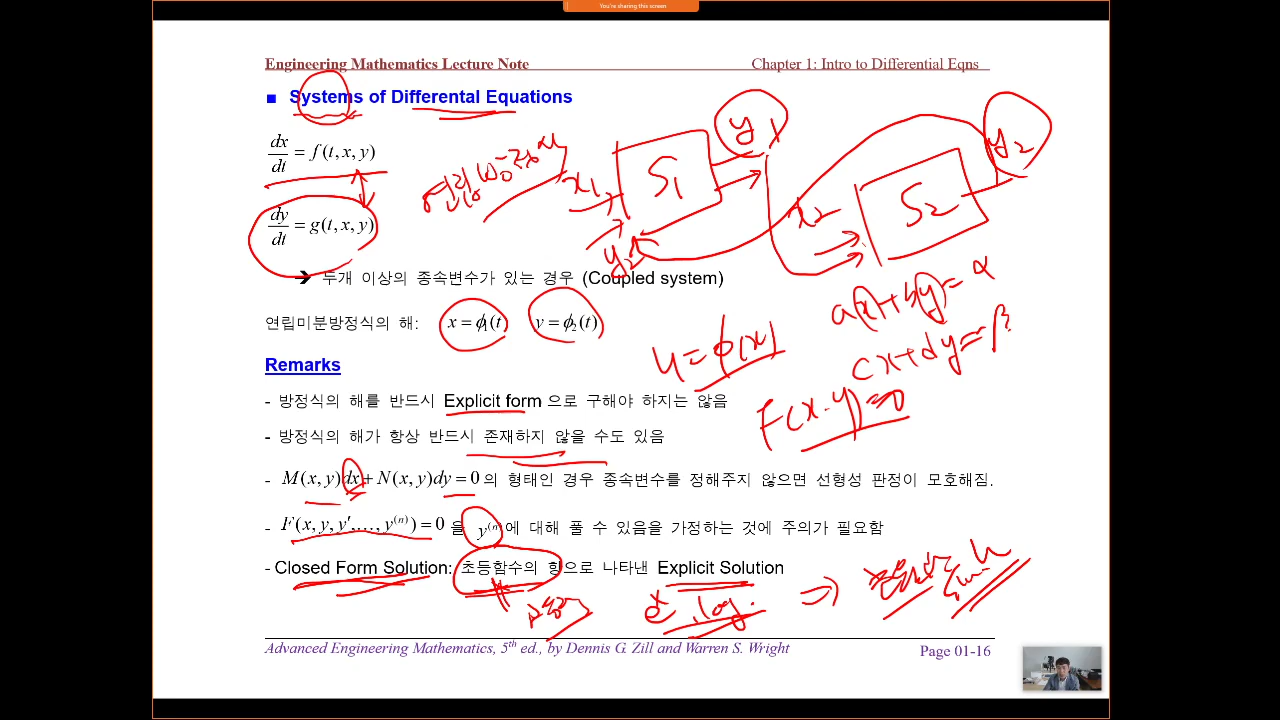 You're sharing this screen
Engineering Mathematics Lecture Note Chapter 1: Intro to Differential Eqns
■ Systems of Differental Equations
dx/dt = f(t, x, y)
dy/dt = g(t, x, y)
➔ 두개 이상의 종속변수가 있는 경우 (Coupled system)
연립미분방정식의 해: x = ϕ₁(t) y = ϕ₂(t)
Remarks
- 방정식의 해를 반드시 Explicit form 으로 구해야 하지는 않음
- 방정식의 해가 항상 반드시 존재하지 않을 수도 있음
- M(x, y)dx + N(x, y)dy = 0 의 형태인 경우 종속변수를 정해주지 않으면 선형성 판정이 모호해짐.
- F(x, y, y′,…, y⁽ⁿ⁾) = 0 을 y⁽ⁿ⁾에 대해 풀 수 있음을 가정하는 것에 주의가 필요함
- Closed Form Solution: 초등함수의 항으로 나타낸 Explicit Solution
x1
S1
y1
y2
x2
S2
y2
a(x)+b(y)=α
cx+dy=β
y=ϕ(x)
F(x,y)=0
eˣ, log.
Advanced Engineering Mathematics, 5th ed., by Dennis G. Zill and Warren S. Wright Page 01-16